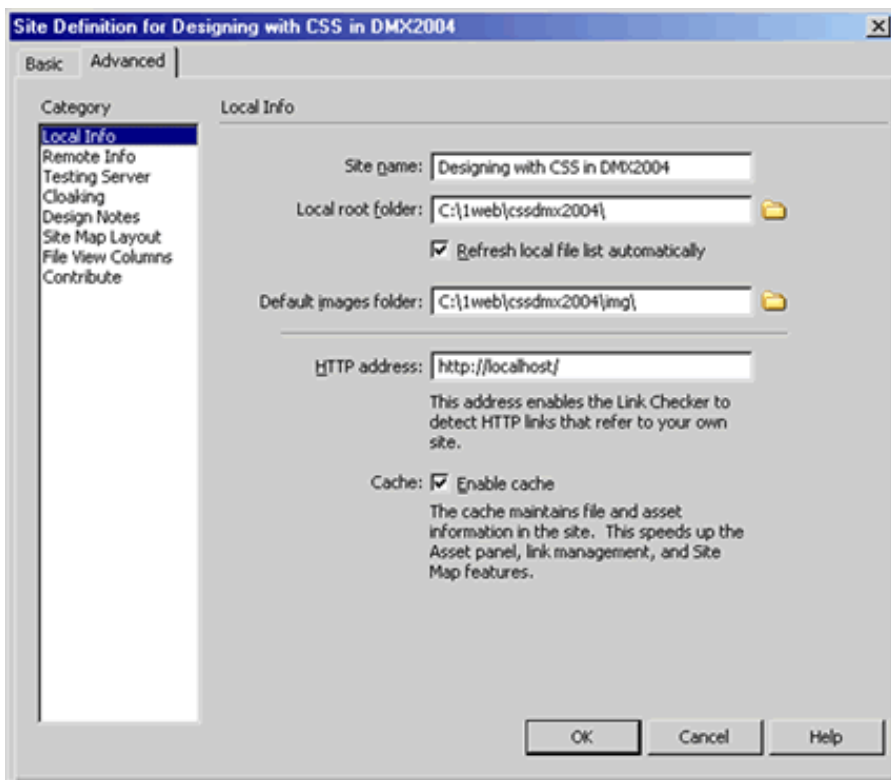 Site Definition for Designing with CSS in DMX2004
Basic Advanced
Category
Local Info
Remote Info
Testing Server
Cloaking
Design Notes
Site Map Layout
File View Columns
Contribute
Local Info
Site name: Designing with CSS in DMX2004
Local root folder: C:\1web\cssdmx2004\
Refresh local file list automatically
Default images folder: C:\1web\cssdmx2004\img\
HTTP address: http://localhost/
This address enables the Link Checker to
detect HTTP links that refer to your own
site.
Cache: Enable cache
The cache maintains file and asset
information in the site. This speeds up the
Asset panel, link management, and Site
Map features.
OK Cancel Help